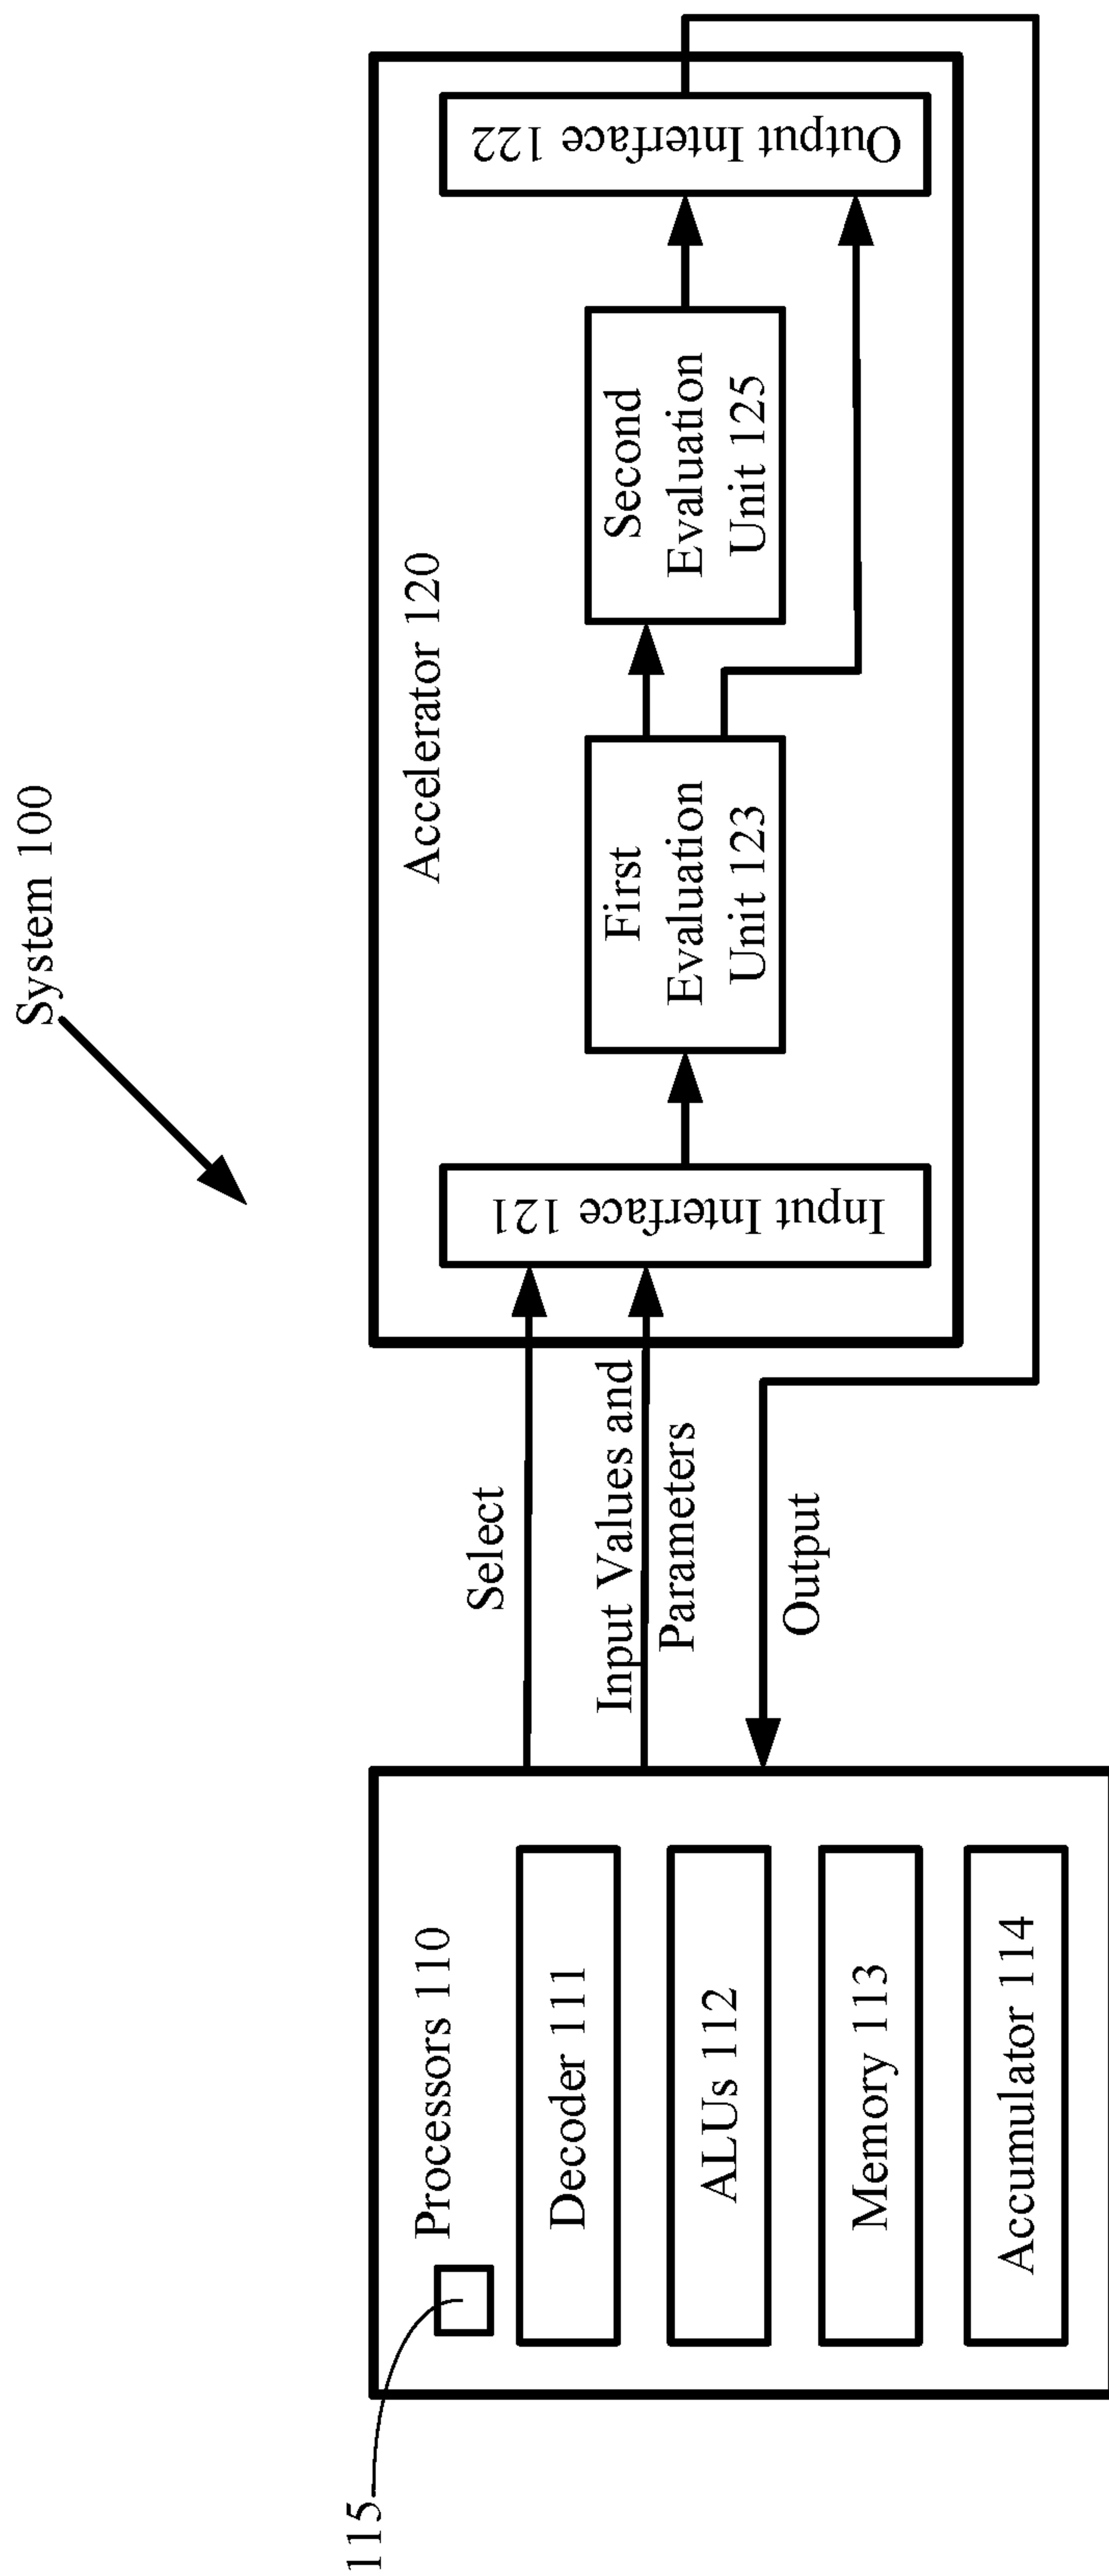 System 100
Processors 110
115
Decoder 111
ALUs 112
Memory 113
Accumulator 114
Select
Input Values and
Parameters
Output
Accelerator 120
Input Interface 121
First
Evaluation
Unit 123
Second
Evaluation
Unit 125
Output Interface 122